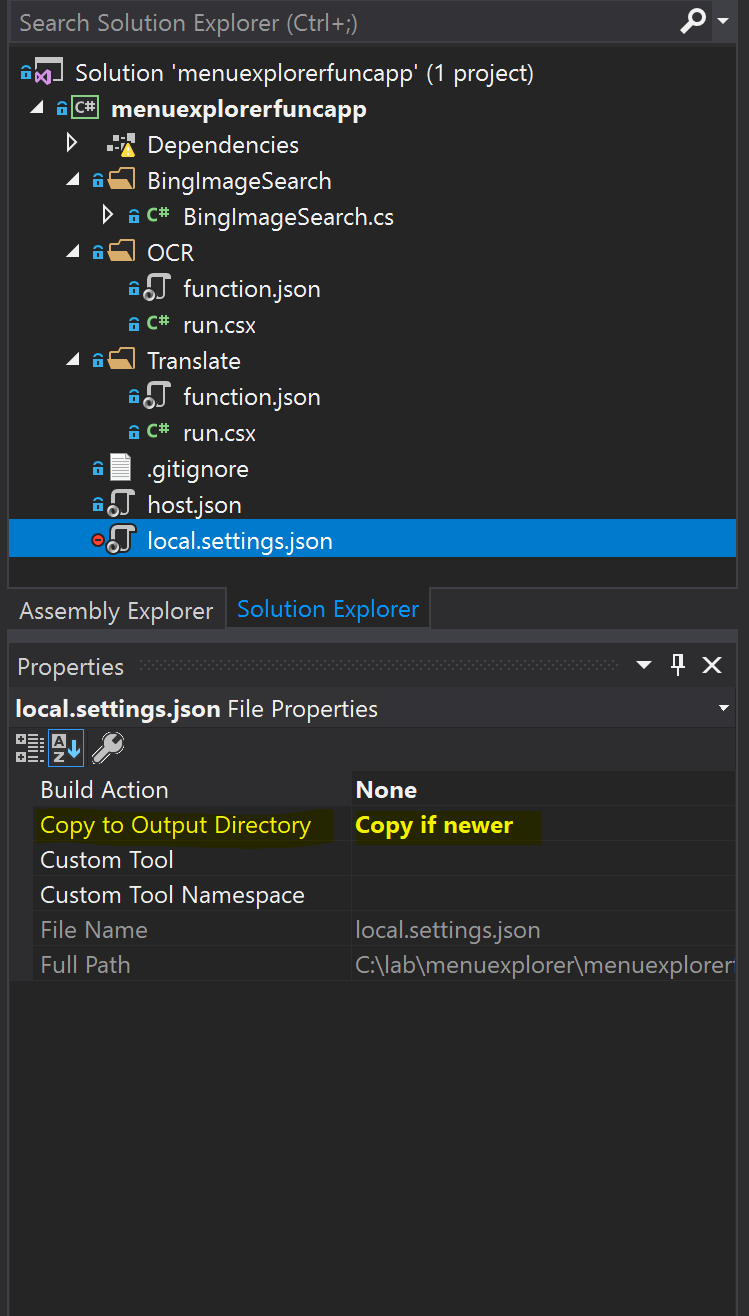 Search Solution Explorer (Ctrl+;)
Solution 'menuexplorerfuncapp' (1 project)
C# menuexplorerfuncapp
Dependencies
BingImageSearch
C# BingImageSearch.cs
OCR
function.json
C# run.csx
Translate
function.json
C# run.csx
.gitignore
host.json
local.settings.json
Assembly Explorer Solution Explorer
Properties
local.settings.json File Properties
A Z
Build Action None
Copy to Output Directory Copy if newer
Custom Tool
Custom Tool Namespace
File Name local.settings.json
Full Path C:\lab\menuexplorer\menuexplorerf